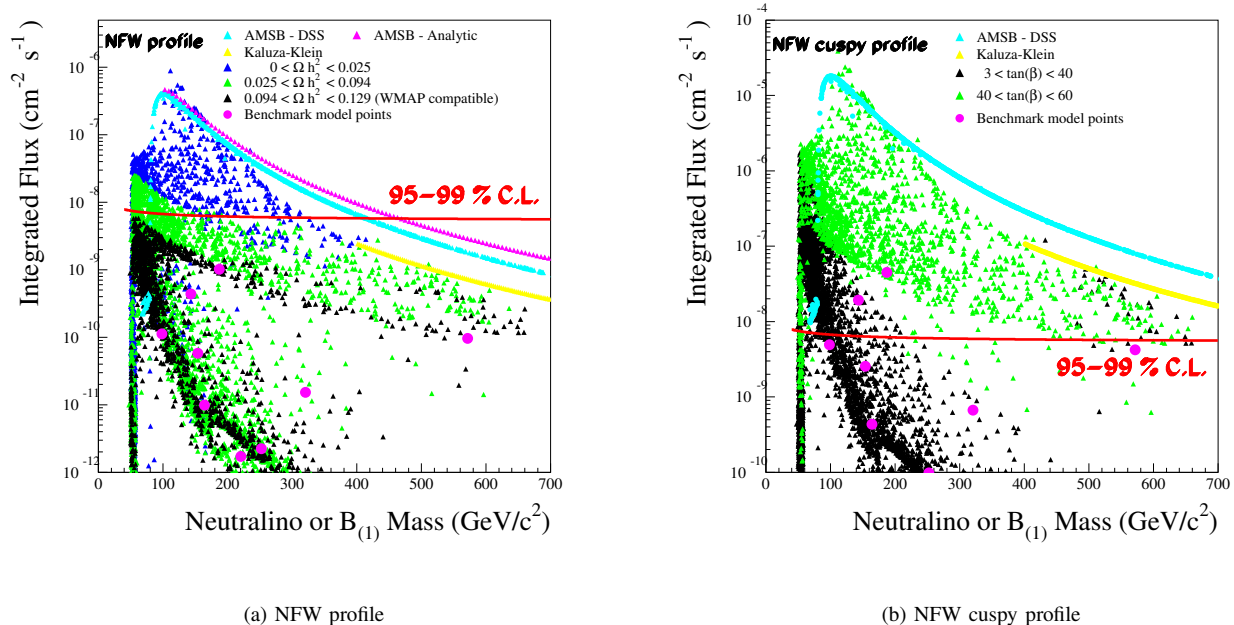 NFW profile
AMSB - DSS
AMSB - Analytic
Kaluza-Klein
0 < Ω h² < 0.025
0.025 < Ω h² < 0.094
0.094 < Ω h² < 0.129 (WMAP compatible)
Benchmark model points
95-99 % C.L.
Integrated Flux (cm⁻² s⁻¹)
10⁻⁶
10⁻⁷
10⁻⁸
10⁻⁹
10⁻¹⁰
10⁻¹¹
10⁻¹²
0 100 200 300 400 500 600 700
Neutralino or B₍₁₎ Mass (GeV/c²)
(a) NFW profile
NFW cuspy profile
AMSB - DSS
Kaluza-Klein
3 < tan(β) < 40
40 < tan(β) < 60
Benchmark model points
95-99 % C.L.
Integrated Flux (cm⁻² s⁻¹)
10⁻⁴
10⁻⁵
10⁻⁶
10⁻⁷
10⁻⁸
10⁻⁹
10⁻¹⁰
0 100 200 300 400 500 600 700
Neutralino or B₍₁₎ Mass (GeV/c²)
(b) NFW cuspy profile